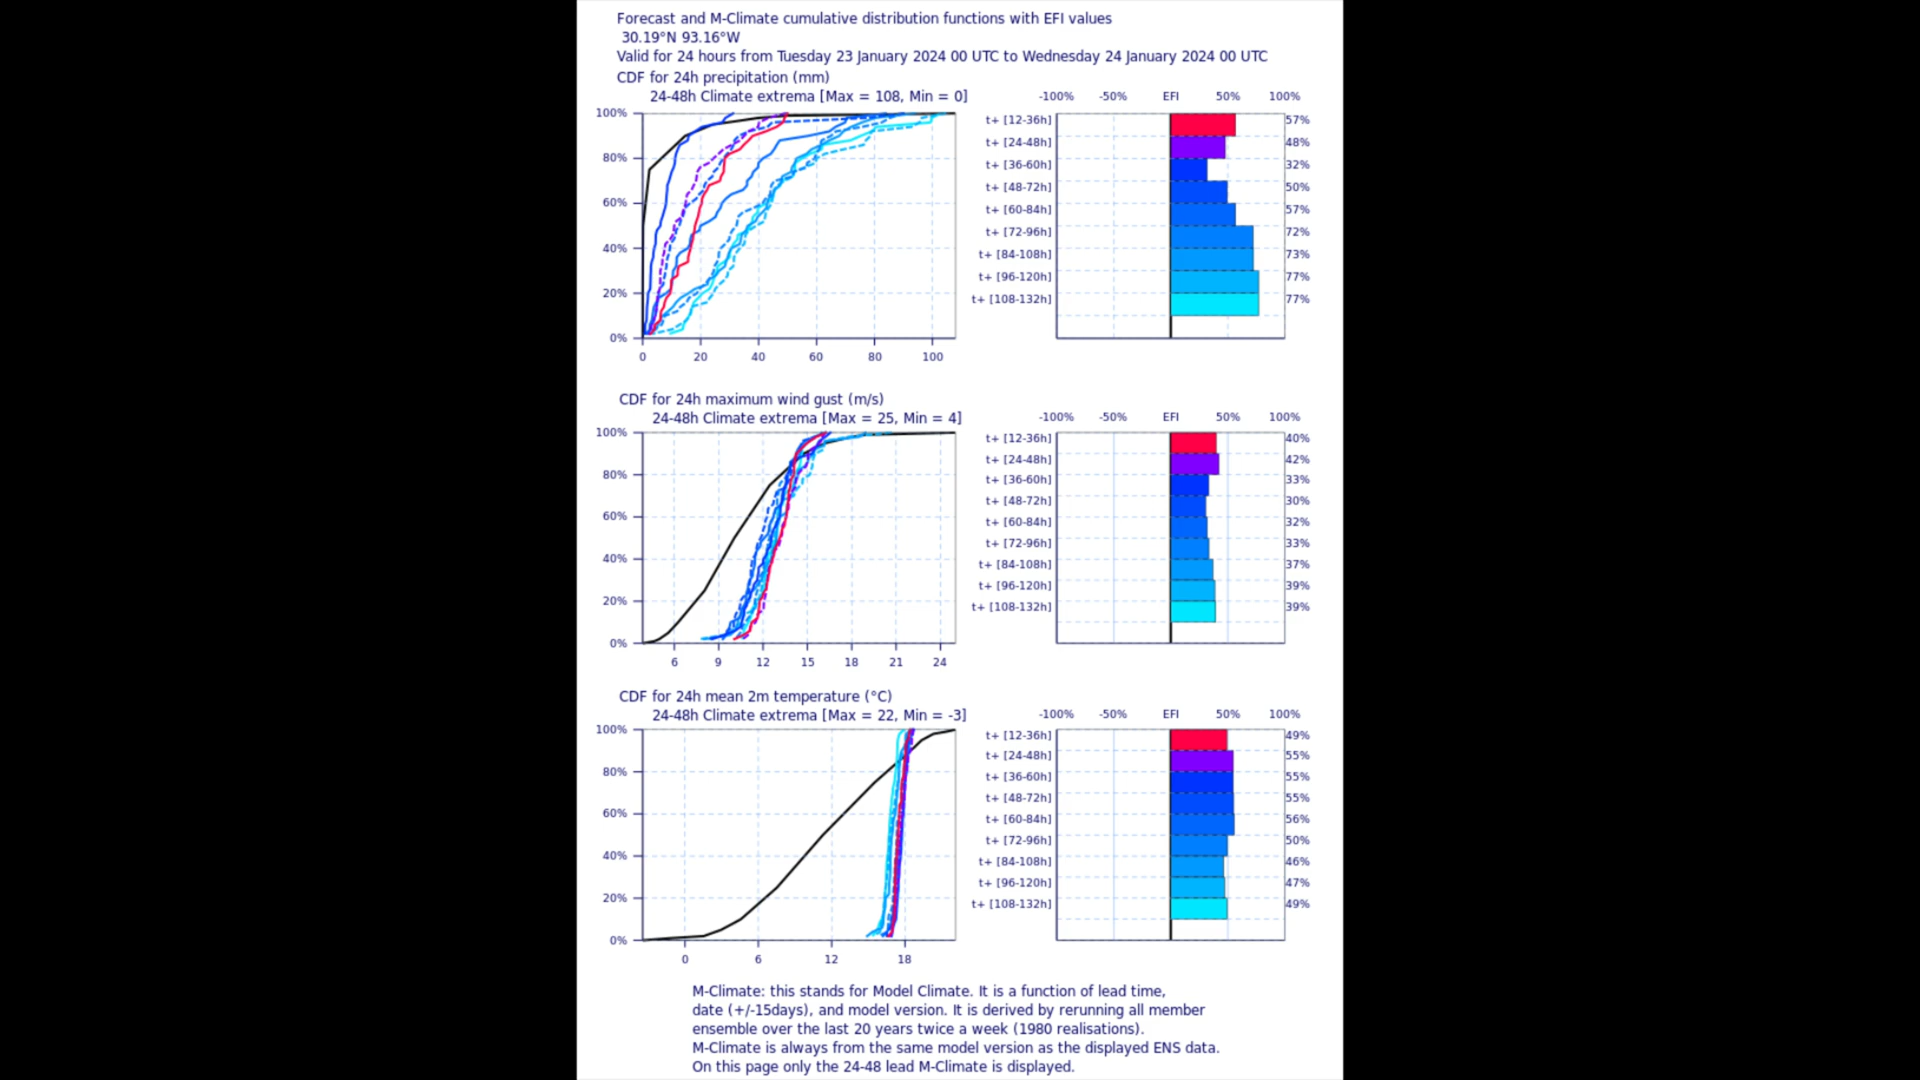 Forecast and M-Climate cumulative distribution functions with EFI values
30.19°N 93.16°W
Valid for 24 hours from Tuesday 23 January 2024 00 UTC to Wednesday 24 January 2024 00 UTC
CDF for 24h precipitation (mm)
24-48h Climate extrema [Max = 108, Min = 0]
-100% -50% EFI 50% 100%
100%
80%
60%
40%
20%
0%
0 20 40 60 80 100
t+ [12-36h] 57%
t+ [24-48h] 48%
t+ [36-60h] 32%
t+ [48-72h] 50%
t+ [60-84h] 57%
t+ [72-96h] 72%
t+ [84-108h] 73%
t+ [96-120h] 77%
t+ [108-132h] 77%
CDF for 24h maximum wind gust (m/s)
24-48h Climate extrema [Max = 25, Min = 4]
-100% -50% EFI 50% 100%
100%
80%
60%
40%
20%
0%
6 9 12 15 18 21 24
t+ [12-36h] 40%
t+ [24-48h] 42%
t+ [36-60h] 33%
t+ [48-72h] 30%
t+ [60-84h] 32%
t+ [72-96h] 33%
t+ [84-108h] 37%
t+ [96-120h] 39%
t+ [108-132h] 39%
CDF for 24h mean 2m temperature (°C)
24-48h Climate extrema [Max = 22, Min = -3]
-100% -50% EFI 50% 100%
100%
80%
60%
40%
20%
0%
0 6 12 18
t+ [12-36h] 49%
t+ [24-48h] 55%
t+ [36-60h] 55%
t+ [48-72h] 55%
t+ [60-84h] 56%
t+ [72-96h] 50%
t+ [84-108h] 46%
t+ [96-120h] 47%
t+ [108-132h] 49%
M-Climate: this stands for Model Climate. It is a function of lead time,
date (+/-15days), and model version. It is derived by rerunning all member
ensemble over the last 20 years twice a week (1980 realisations).
M-Climate is always from the same model version as the displayed ENS data.
On this page only the 24-48 lead M-Climate is displayed.